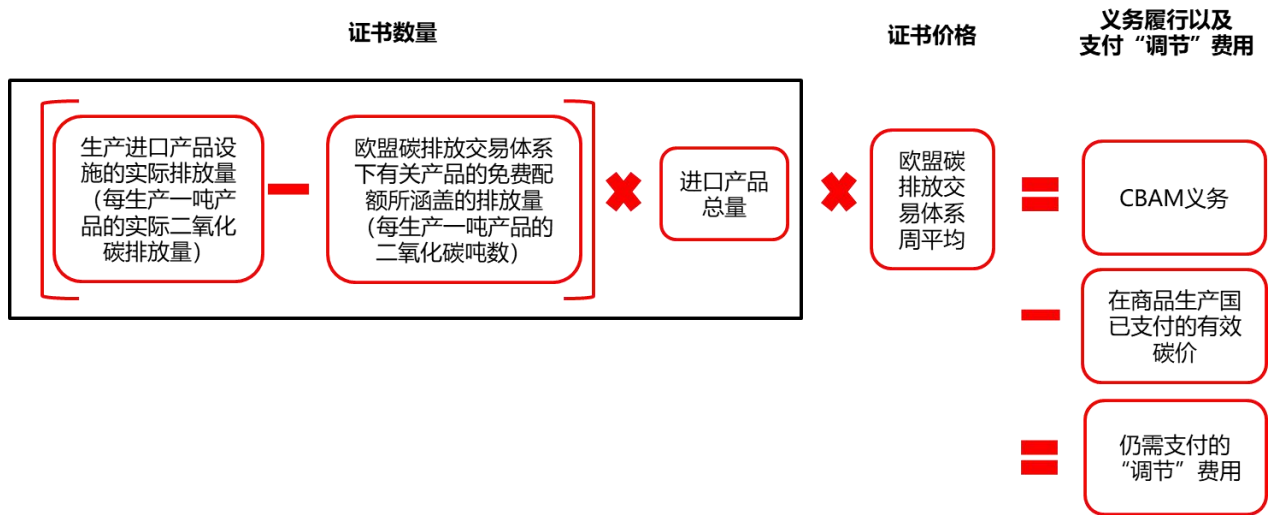 证书数量
证书价格
义务履行以及
支付“调节”费用
生产进口产品设
施的实际排放量
（每生产一吨产
品的实际二氧化
碳排放量）
欧盟碳排放交易体系
下有关产品的免费配
额所涵盖的排放量
（每生产一吨产品的
二氧化碳吨数）
进口产品
总量
欧盟碳
排放交
易体系
周平均
CBAM义务
在商品生产国
已支付的有效
碳价
仍需支付的
“调节”费用